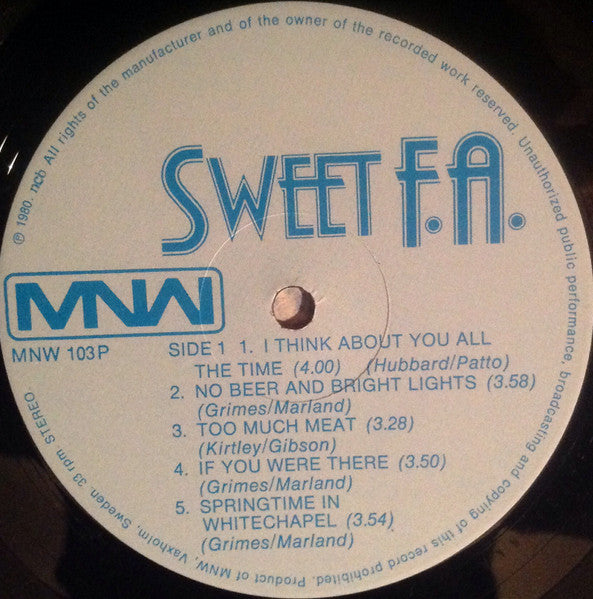 SWEET F.A.
MNW
MNW 103P
SIDE 1 1. I THINK ABOUT YOU ALL
THE TIME (4.00) (Hubbard/Patto)
2. NO BEER AND BRIGHT LIGHTS (3.58)
(Grimes/Marland)
3. TOO MUCH MEAT (3.28)
(Kirtley/Gibson)
4. IF YOU WERE THERE (3.50)
(Grimes/Marland)
5. SPRINGTIME IN
WHITECHAPEL (3.54)
(Grimes/Marland)
℗ 1980. ncb All rights of the manufacturer and of the owner of the recorded work reserved. Unauthorized public performance, broadcasting and copying of this record prohibited. Product of MNW, Vaxholm, Sweden 33 rpm. STEREO